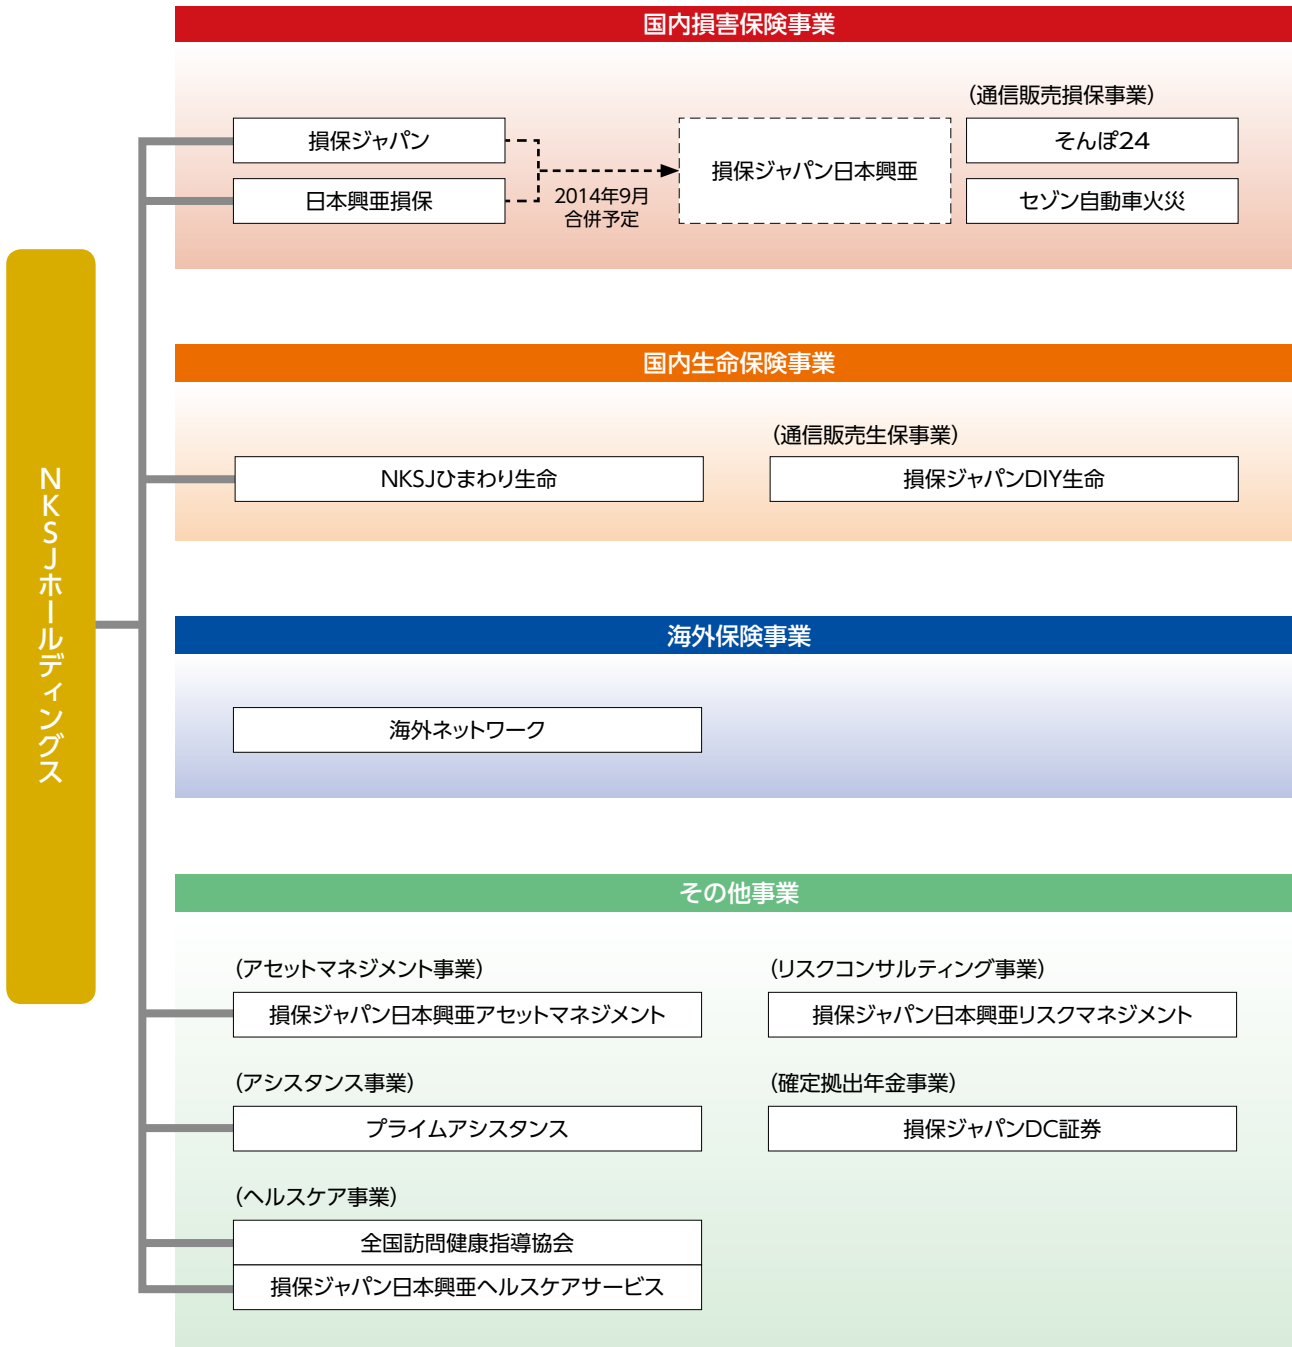 NKSJホールディングス
国内損害保険事業
損保ジャパン
日本興亜損保
2014年9月
合併予定
損保ジャパン日本興亜
（通信販売損保事業）
そんぽ24
セゾン自動車火災
国内生命保険事業
NKSJひまわり生命
（通信販売生保事業）
損保ジャパンDIY生命
海外保険事業
海外ネットワーク
その他事業
（アセットマネジメント事業）
損保ジャパン日本興亜アセットマネジメント
（リスクコンサルティング事業）
損保ジャパン日本興亜リスクマネジメント
（アシスタンス事業）
プライムアシスタンス
（確定拠出年金事業）
損保ジャパンDC証券
（ヘルスケア事業）
全国訪問健康指導協会
損保ジャパン日本興亜ヘルスケアサービス